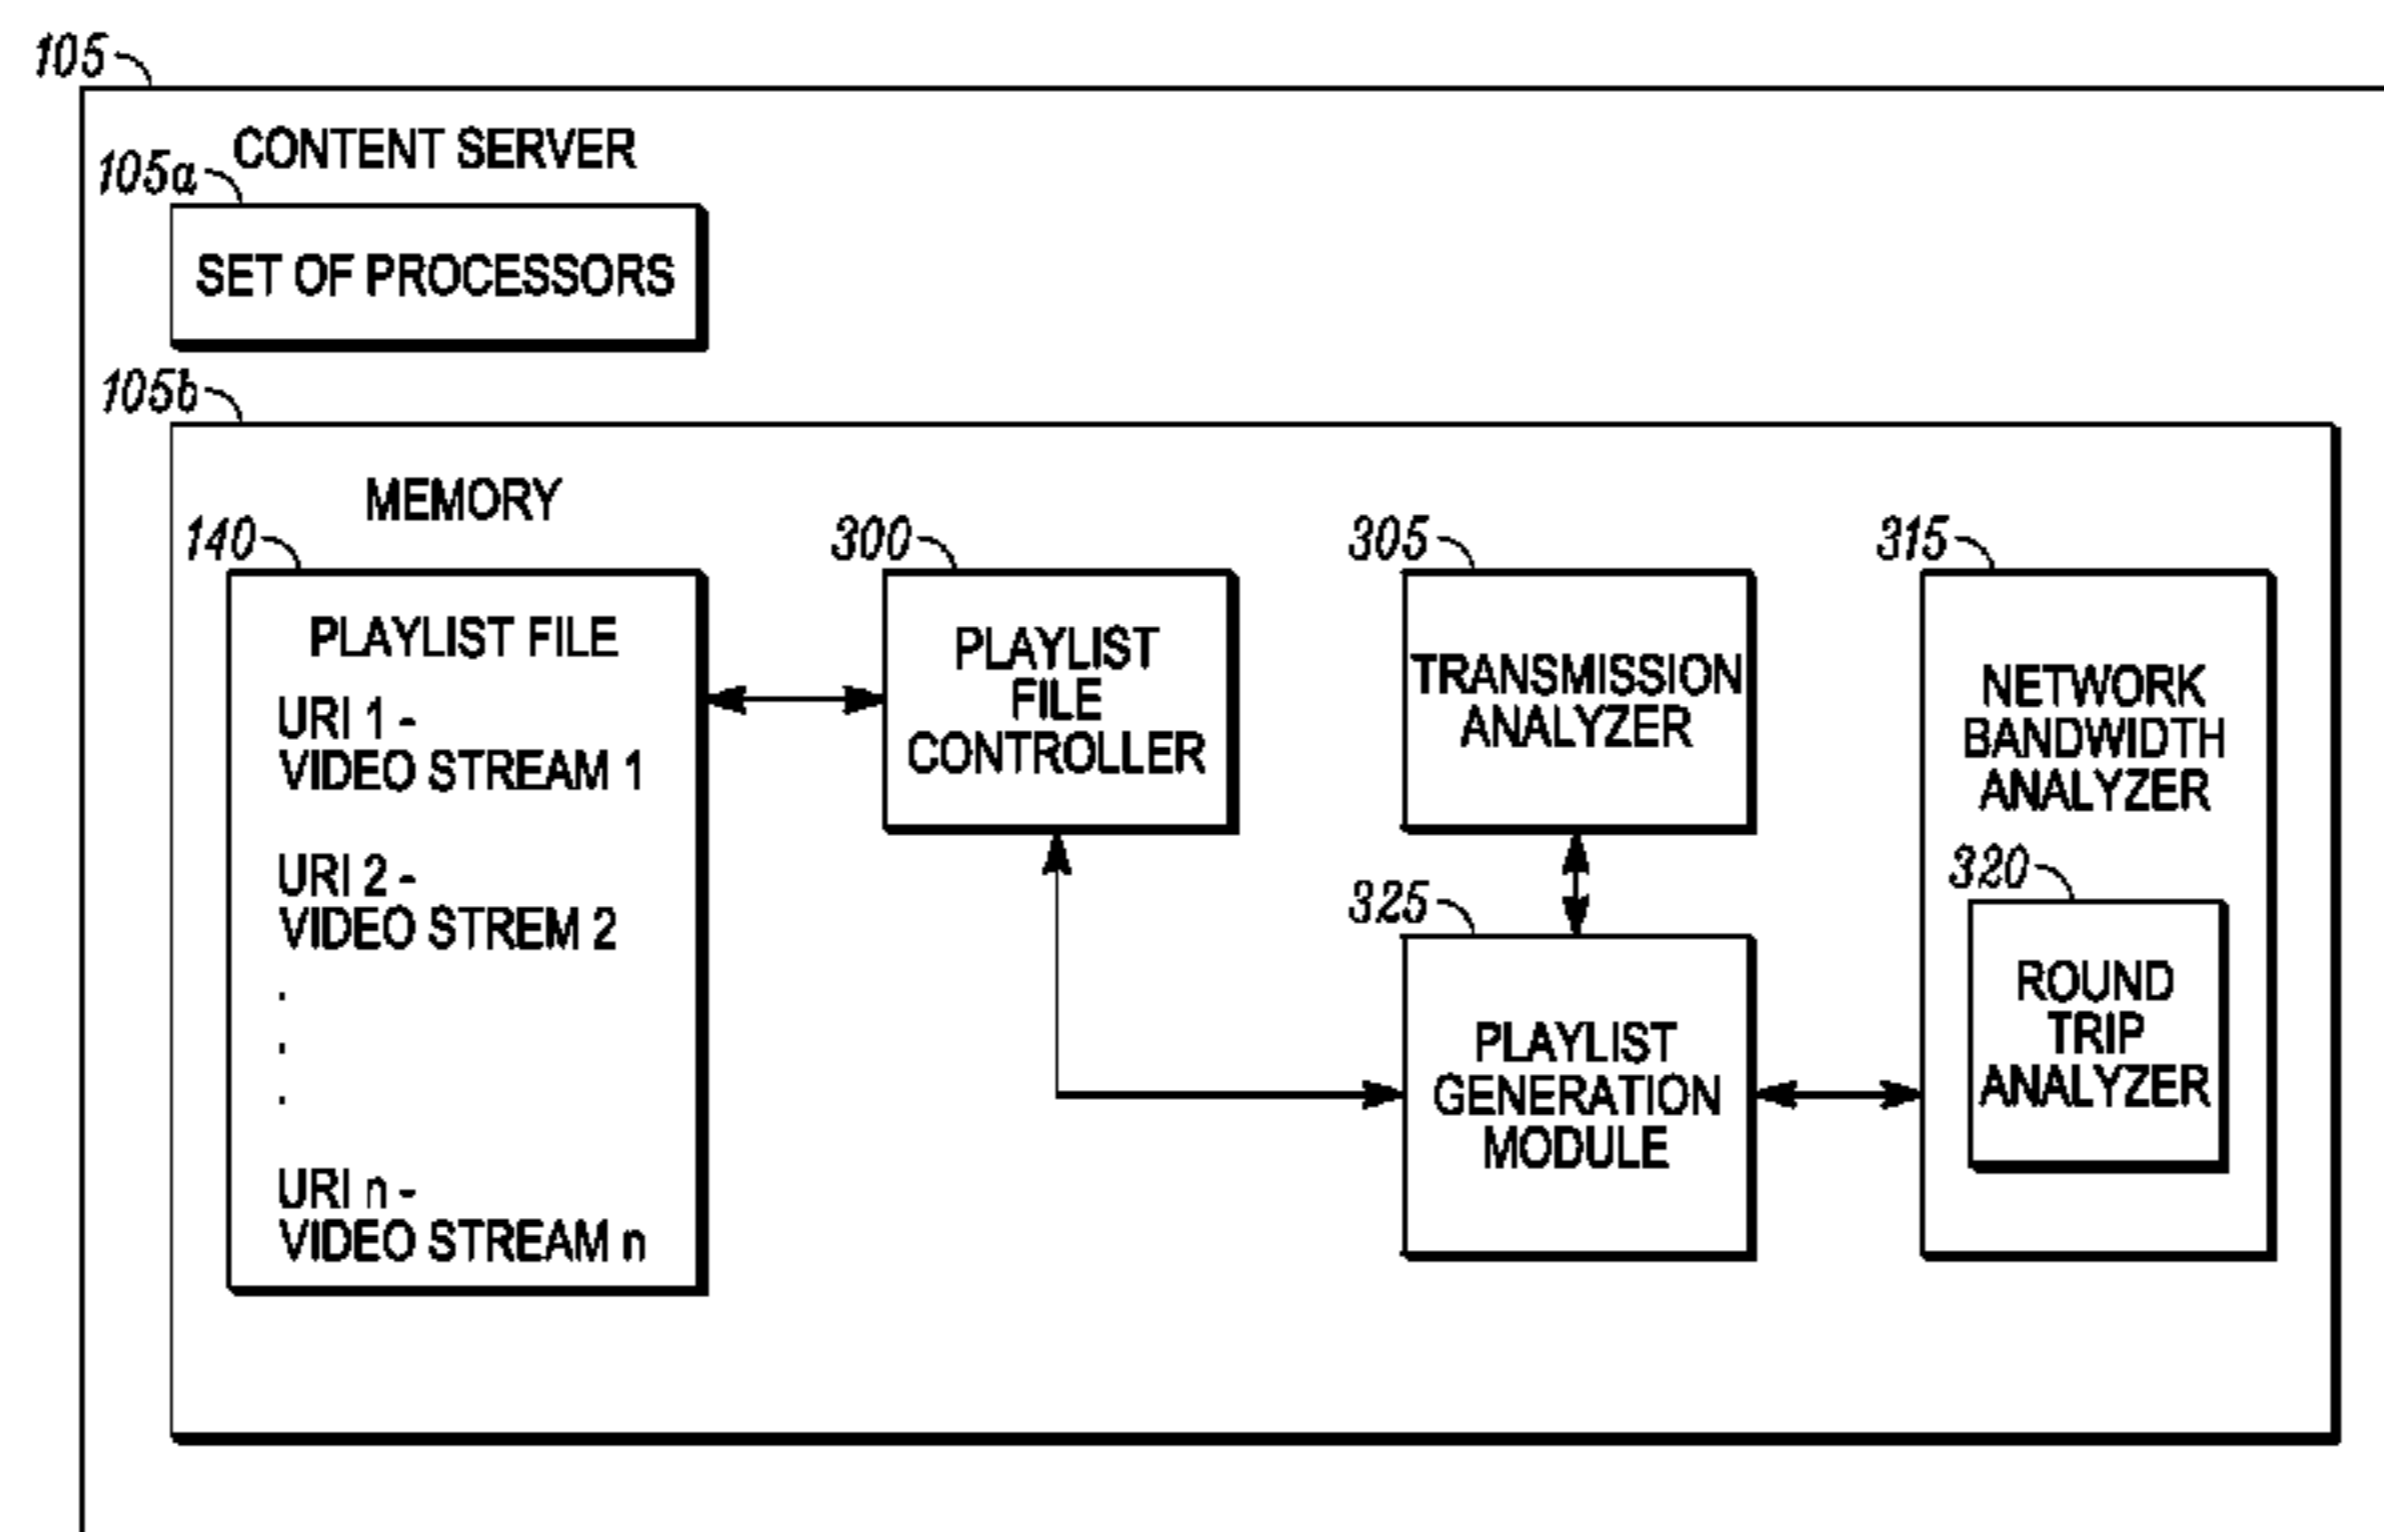 105
CONTENT SERVER
105a
SET OF PROCESSORS
105b
MEMORY
140
PLAYLIST FILE
URI 1 -
VIDEO STREAM 1
URI 2 -
VIDEO STREM 2
.
.
.
URI n -
VIDEO STREAM n
300
PLAYLIST
FILE
CONTROLLER
305
TRANSMISSION
ANALYZER
325
PLAYLIST
GENERATION
MODULE
315
NETWORK
BANDWIDTH
ANALYZER
320
ROUND
TRIP
ANALYZER